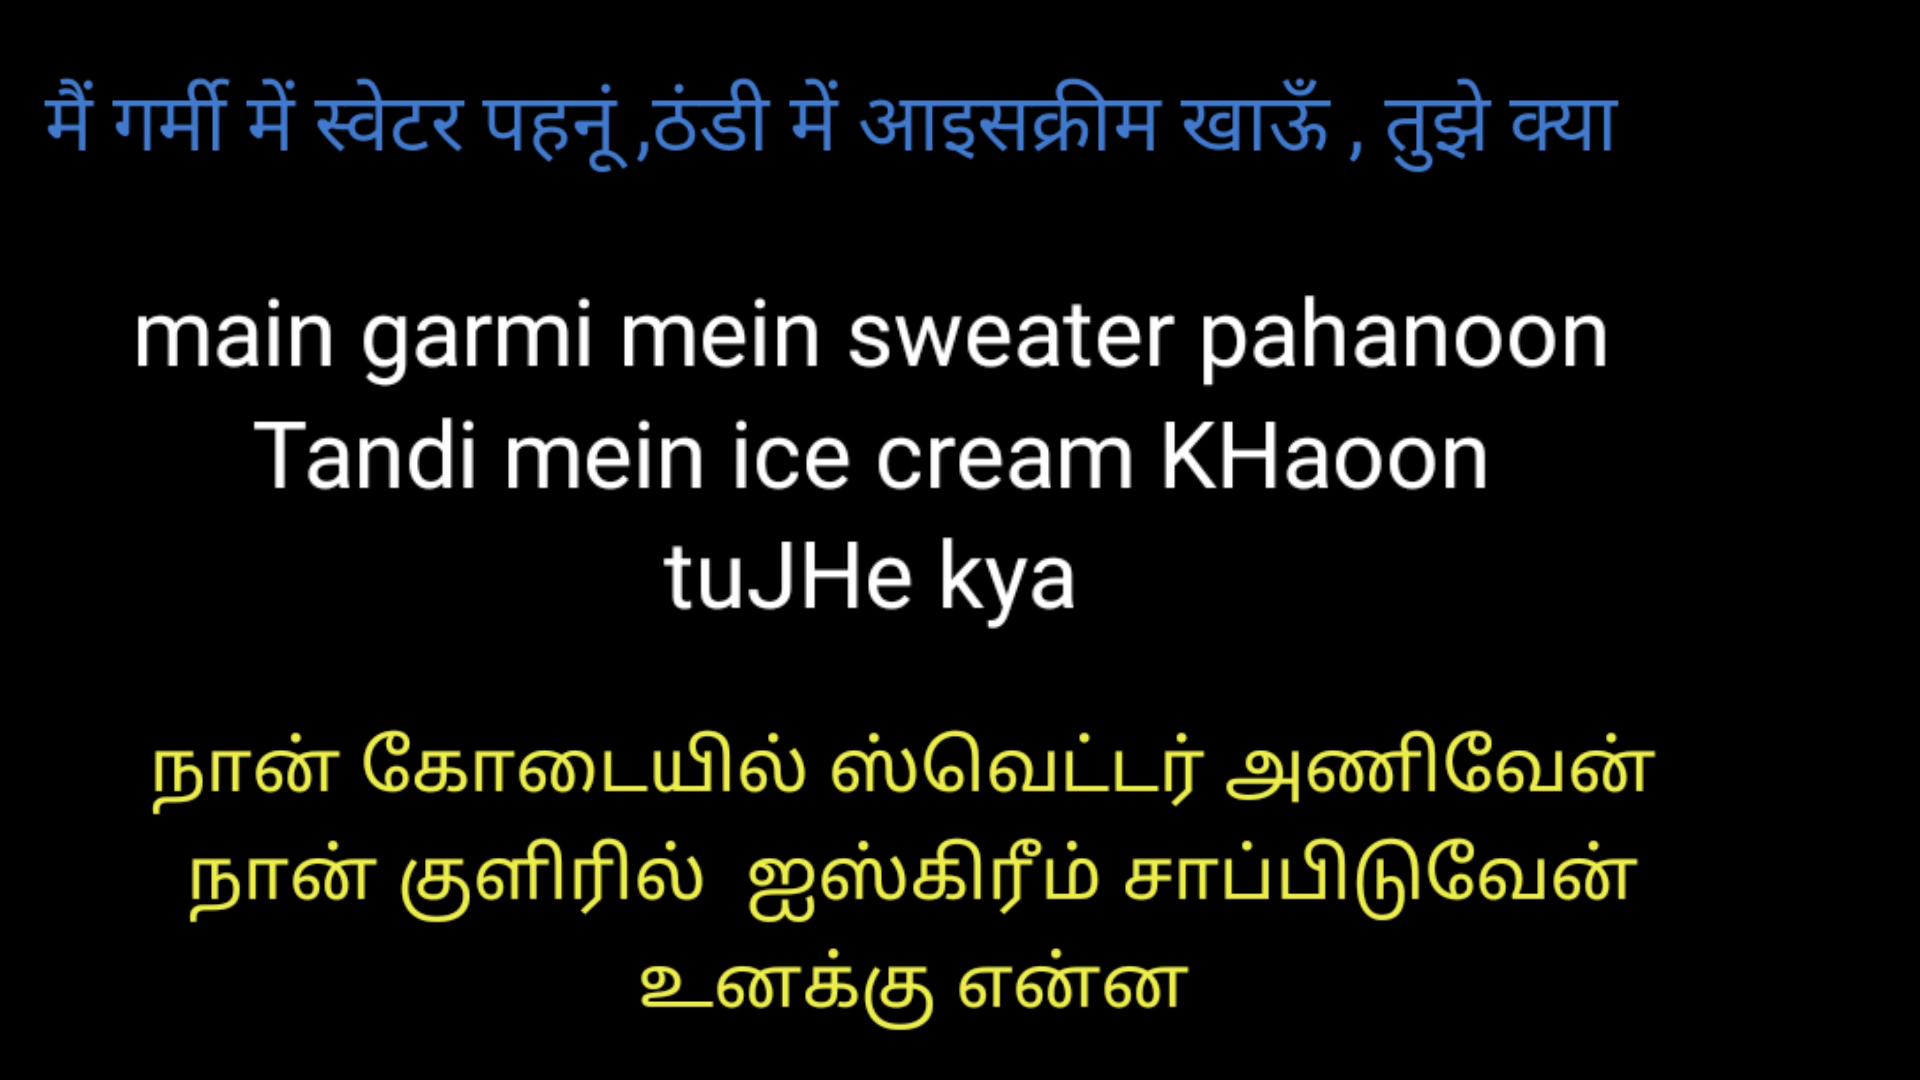 मैं गर्मी में स्वेटर पहनूं ,ठंडी में आइसक्रीम खाऊँ , तुझे क्या
main garmi mein sweater pahanoon
Tandi mein ice cream KHaoon
tuJHe kya
நான் கோடையில் ஸ்வெட்டர் அணிவேன்
நான் குளிரில் ஐஸ்கிரீம் சாப்பிடுவேன்
உனக்கு என்ன